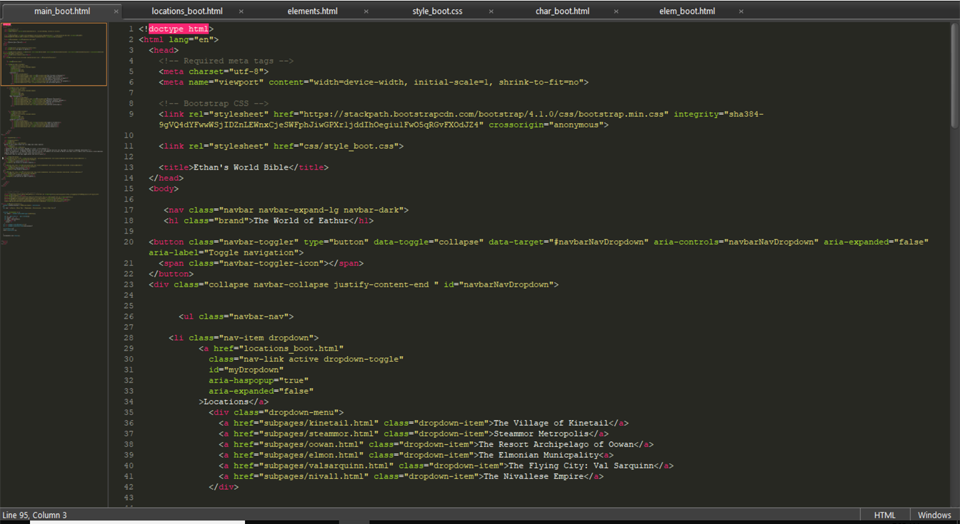 main_boot.html × locations_boot.html × elements.html × style_boot.css × char_boot.html × elem_boot.html ×
1 <!doctype html>
2 <html lang="en">
3 <head>
4 <!-- Required meta tags -->
5 <meta charset="utf-8">
6 <meta name="viewport" content="width=device-width, initial-scale=1, shrink-to-fit=no">
7
8 <!-- Bootstrap CSS -->
9 <link rel="stylesheet" href="https://stackpath.bootstrapcdn.com/bootstrap/4.1.0/css/bootstrap.min.css" integrity="sha384-
9gVQ4dYFwwWSjIDZnLEWnxCjeSWFphJiwGPXr1jddIhOegiu1FwO5qRGvFXOdJZ4" crossorigin="anonymous">
10
11 <link rel="stylesheet" href="css/style_boot.css">
12
13 <title>Ethan's World Bible</title>
14 </head>
15 <body>
16
17 <nav class="navbar navbar-expand-lg navbar-dark">
18 <h1 class="brand">The World of Eathur</h1>
19
20 <button class="navbar-toggler" type="button" data-toggle="collapse" data-target="#navbarNavDropdown" aria-controls="navbarNavDropdown" aria-expanded="false"
aria-label="Toggle navigation">
21 <span class="navbar-toggler-icon"></span>
22 </button>
23 <div class="collapse navbar-collapse justify-content-end " id="navbarNavDropdown">
24
25
26 <ul class="navbar-nav">
27
28 <li class="nav-item dropdown">
29 <a href="locations_boot.html"
30 class="nav-link active dropdown-toggle"
31 id="myDropdown"
32 aria-haspopup="true"
33 aria-expanded="false"
34 >Locations</a>
35 <div class="dropdown-menu">
36 <a href="subpages/kinetail.html" class="dropdown-item">The Village of Kinetail</a>
37 <a href="subpages/steammor.html" class="dropdown-item">Steammor Metropolis</a>
38 <a href="subpages/oowan.html" class="dropdown-item">The Resort Archipelago of Oowan</a>
39 <a href="subpages/elmon.html" class="dropdown-item">The Elmonian Municpality<a>
40 <a href="subpages/valsarquinn.html" class="dropdown-item">The Flying City: Val Sarquinn</a>
41 <a href="subpages/nivall.html" class="dropdown-item">The Nivallese Empire</a>
42 </div>
43
Line 95, Column 3 HTML Windows